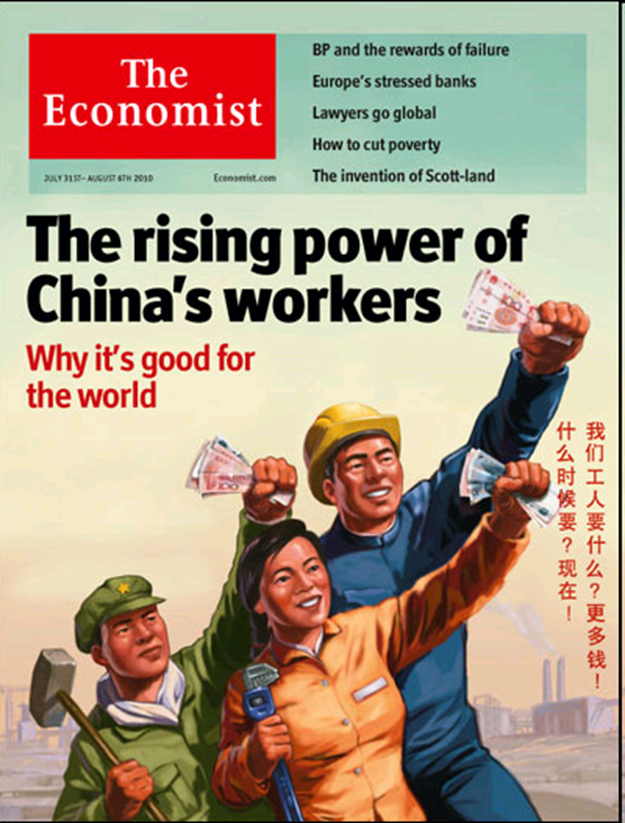 The
Economist
JULY 31ST– AUGUST 6TH 2010
Economist.com
BP and the rewards of failure
Europe's stressed banks
Lawyers go global
How to cut poverty
The invention of Scott-land
The rising power of
China's workers
Why it's good for
the world
我们工人要什么？更多钱！
什么时候要？现在！
100
100